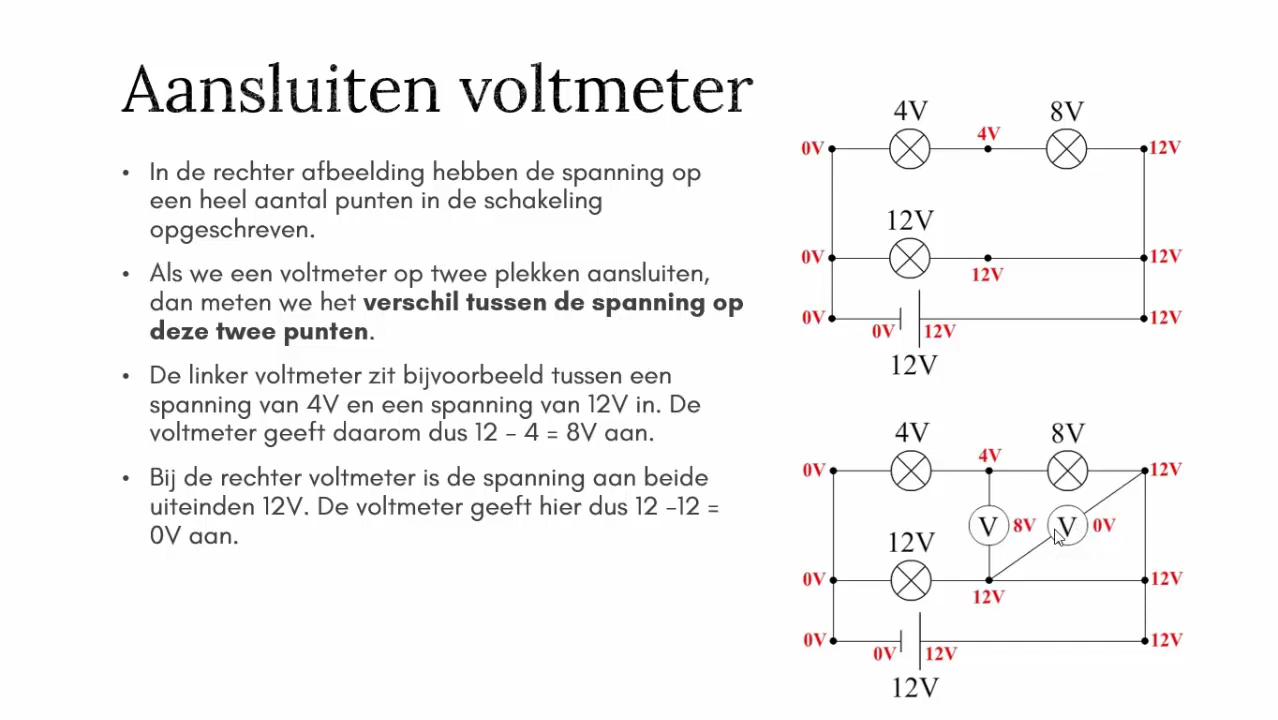 Aansluiten voltmeter
• In de rechter afbeelding hebben de spanning op
een heel aantal punten in de schakeling
opgeschreven.
• Als we een voltmeter op twee plekken aansluiten,
dan meten we het verschil tussen de spanning op
deze twee punten.
• De linker voltmeter zit bijvoorbeeld tussen een
spanning van 4V en een spanning van 12V in. De
voltmeter geeft daarom dus 12 – 4 = 8V aan.
• Bij de rechter voltmeter is de spanning aan beide
uiteinden 12V. De voltmeter geeft hier dus 12 –12 =
0V aan.
4V 8V
0V 4V 12V
12V
0V 12V 12V
0V 0V 12V 12V
12V
4V 8V
0V 4V 12V
V 8V V 0V
12V
0V 12V 12V
0V 0V 12V 12V
12V